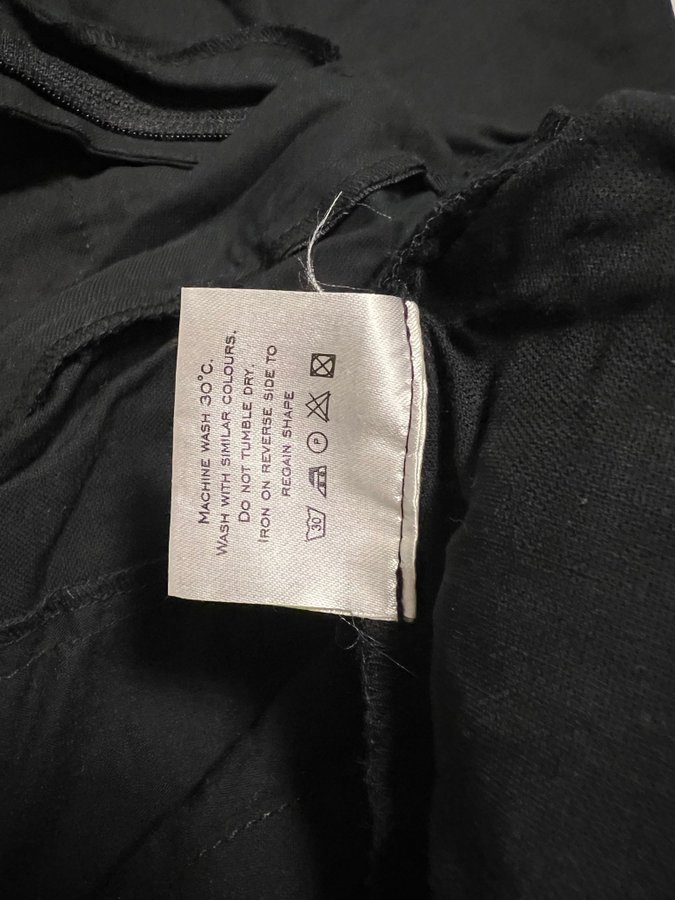 MACHINE WASH 30°C.
WASH WITH SIMILAR COLOURS.
DO NOT TUMBLE DRY.
IRON ON REVERSE SIDE TO
REGAIN SHAPE
30 P